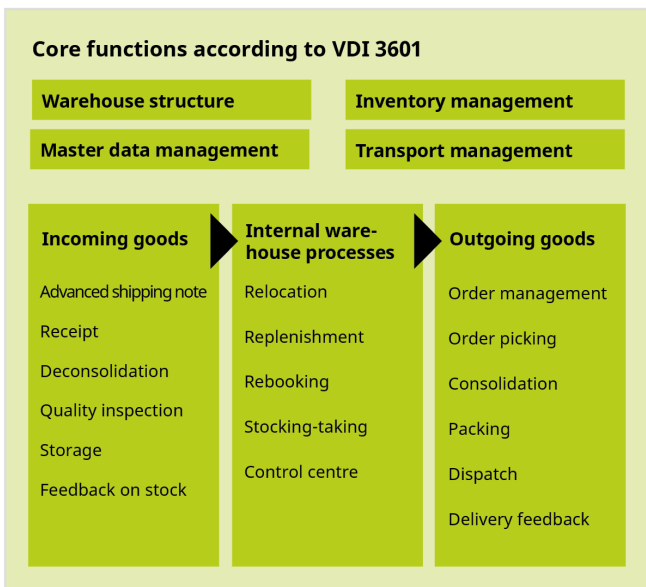 Core functions according to VDI 3601
Warehouse structure
Inventory management
Master data management
Transport management
Incoming goods
Advanced shipping note
Receipt
Deconsolidation
Quality inspection
Storage
Feedback on stock
Internal ware-
house processes
Relocation
Replenishment
Rebooking
Stocking-taking
Control centre
Outgoing goods
Order management
Order picking
Consolidation
Packing
Dispatch
Delivery feedback